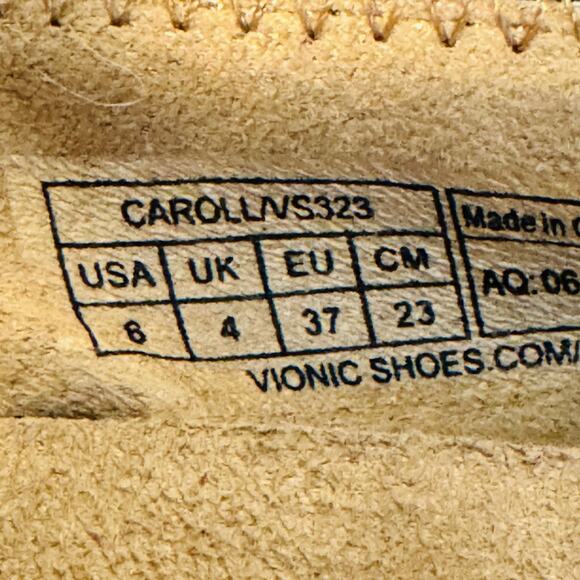 CAROLL/VS323
USA UK EU CM
6 4 37 23
Made in
AQ: 06
VIONIC SHOES.COM/